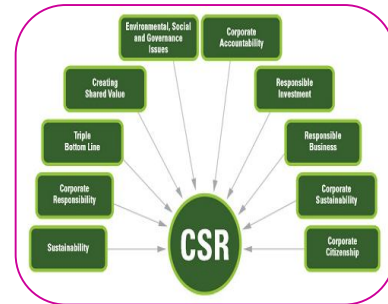 Environmental, Social
and Governance
Issues
Corporate
Accountability
Creating
Shared Value
Responsible
Investment
Triple
Bottom Line
Responsible
Business
Corporate
Responsibility
Corporate
Sustainability
Sustainability
CSR
Corporate
Citizenship